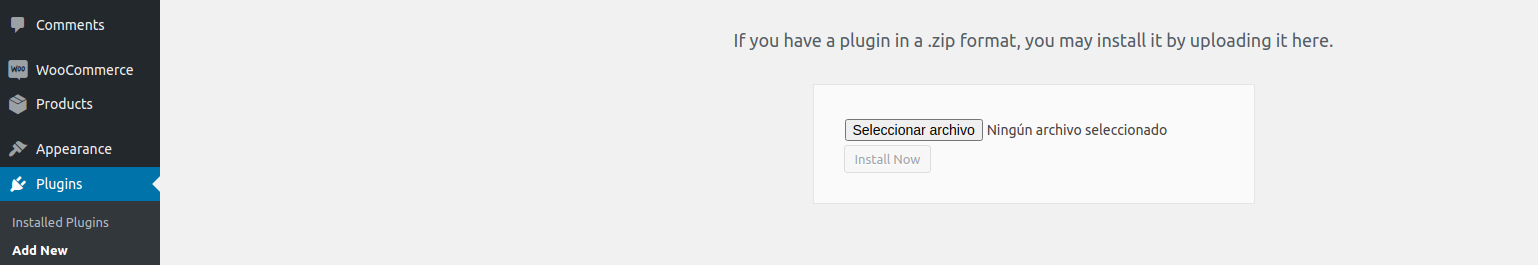 Comments
WooCommerce
Products
Appearance
Plugins
Installed Plugins
Add New
If you have a plugin in a .zip format, you may install it by uploading it here.
Seleccionar archivo Ningún archivo seleccionado
Install Now